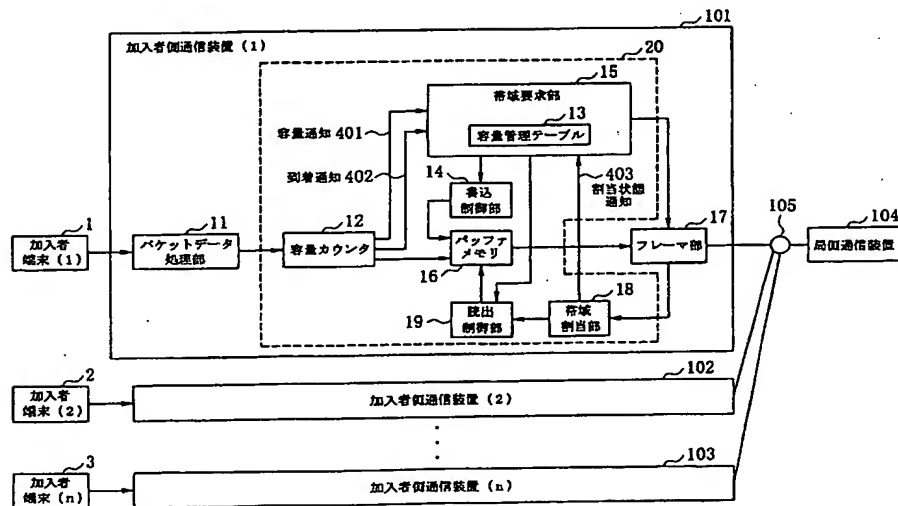 101
加入者側通信装置 (1)
20
15
帯域要求部
13
容量管理テーブル
容量通知 401
到着通知 402
403
割当状態
通知
14
書込
制御部
1
加入者
端末(1)
11
パケットデータ
処理部
12
容量カウンタ
バッファ
メモリ
16
17
フレーマ部
105
104
局側通信装置
19
読出
制御部
18
帯域
割当部
2
加入者
端末(2)
102
加入者側通信装置 (2)
3
加入者
端末(n)
103
加入者側通信装置 (n)